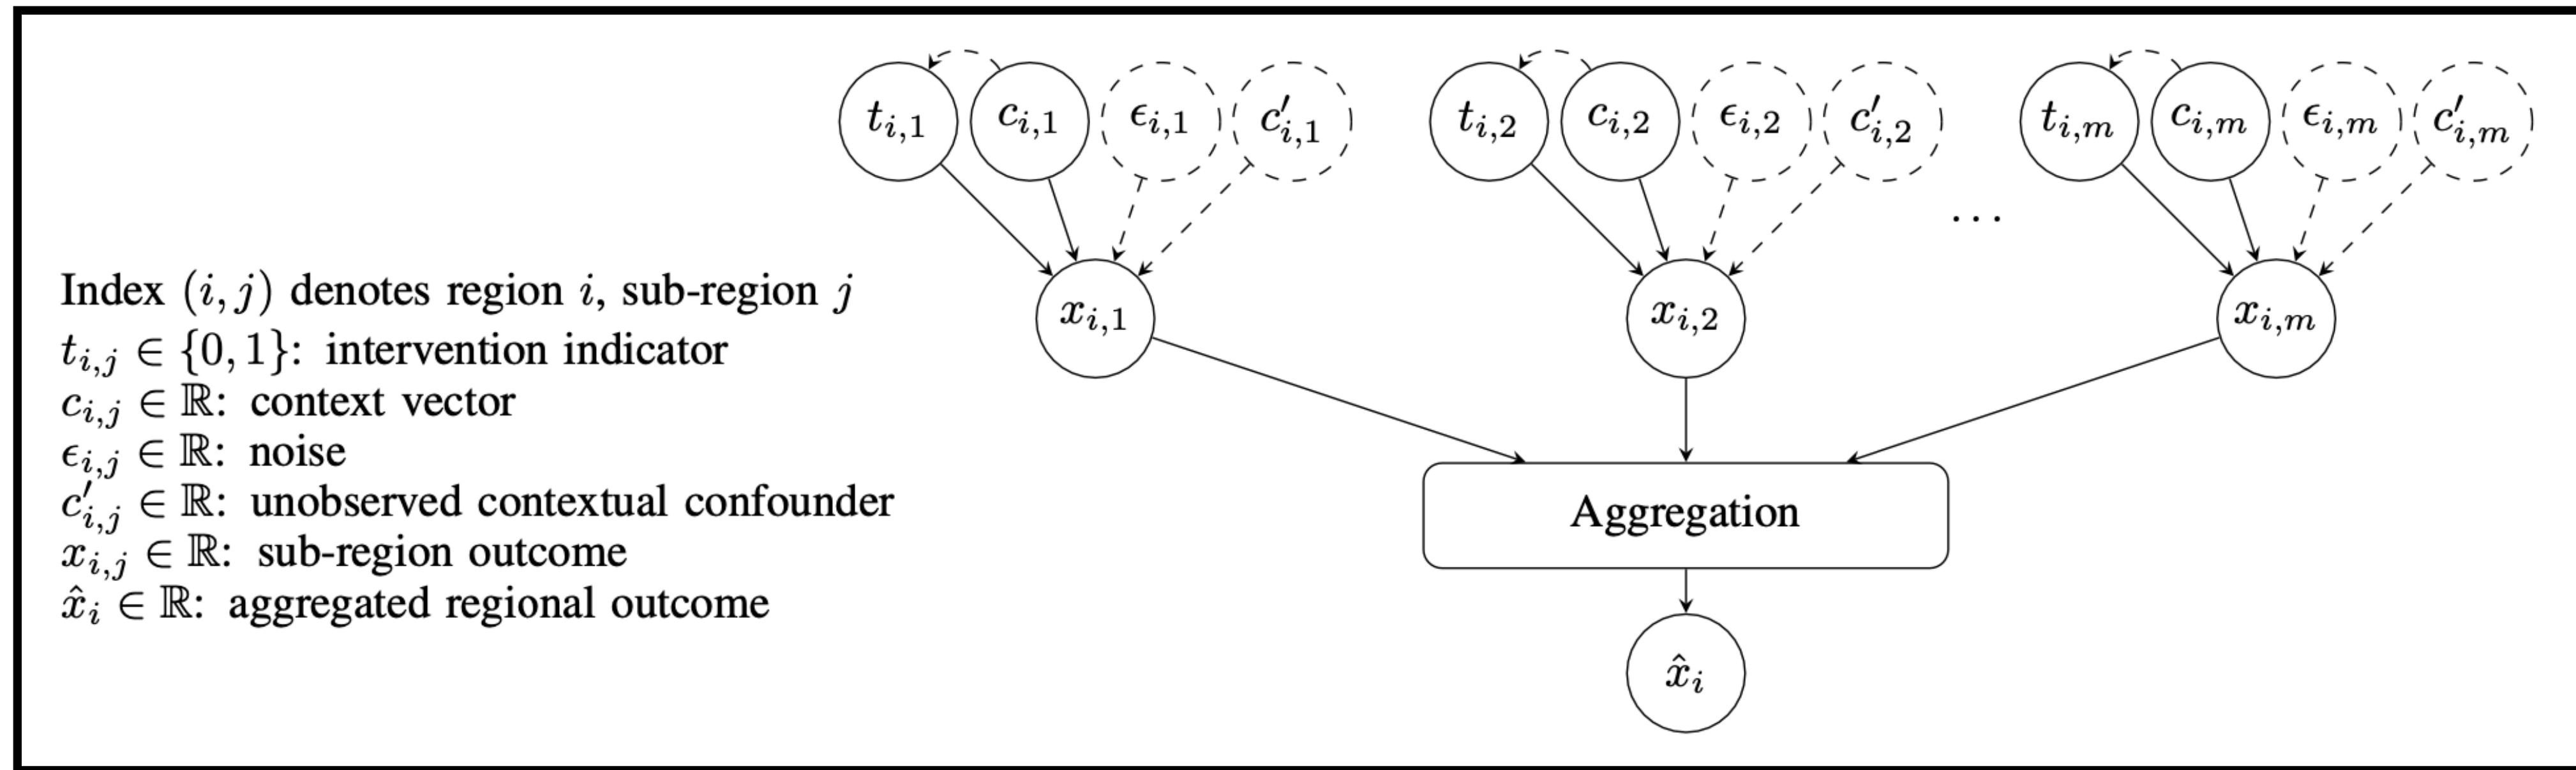 t_{i,1} c_{i,1} ϵ_{i,1} c'_{i,1} t_{i,2} c_{i,2} ϵ_{i,2} c'_{i,2} t_{i,m} c_{i,m} ϵ_{i,m} c'_{i,m}
...
Index (i, j) denotes region i, sub-region j
t_{i,j} ∈ {0, 1}: intervention indicator
c_{i,j} ∈ ℝ: context vector
ϵ_{i,j} ∈ ℝ: noise
c'_{i,j} ∈ ℝ: unobserved contextual confounder
x_{i,j} ∈ ℝ: sub-region outcome
x̂_i ∈ ℝ: aggregated regional outcome
x_{i,1} x_{i,2} x_{i,m}
Aggregation
x̂_i